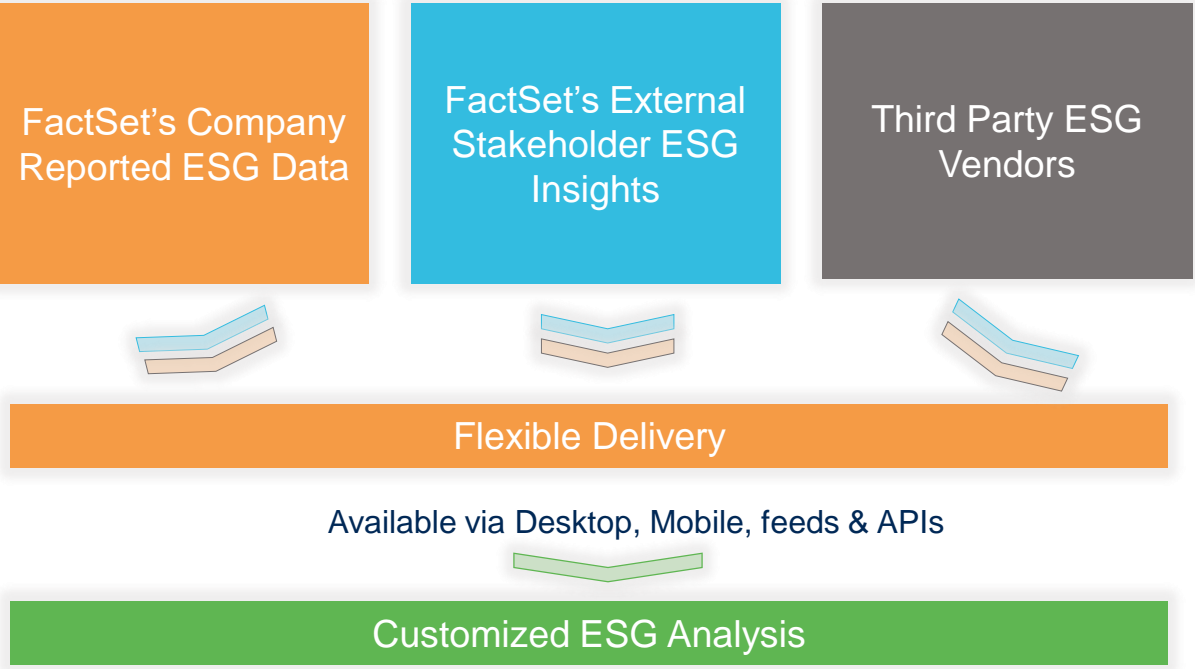 FactSet’s Company
Reported ESG Data
FactSet’s External
Stakeholder ESG
Insights
Third Party ESG
Vendors
Flexible Delivery
Available via Desktop, Mobile, feeds & APIs
Customized ESG Analysis